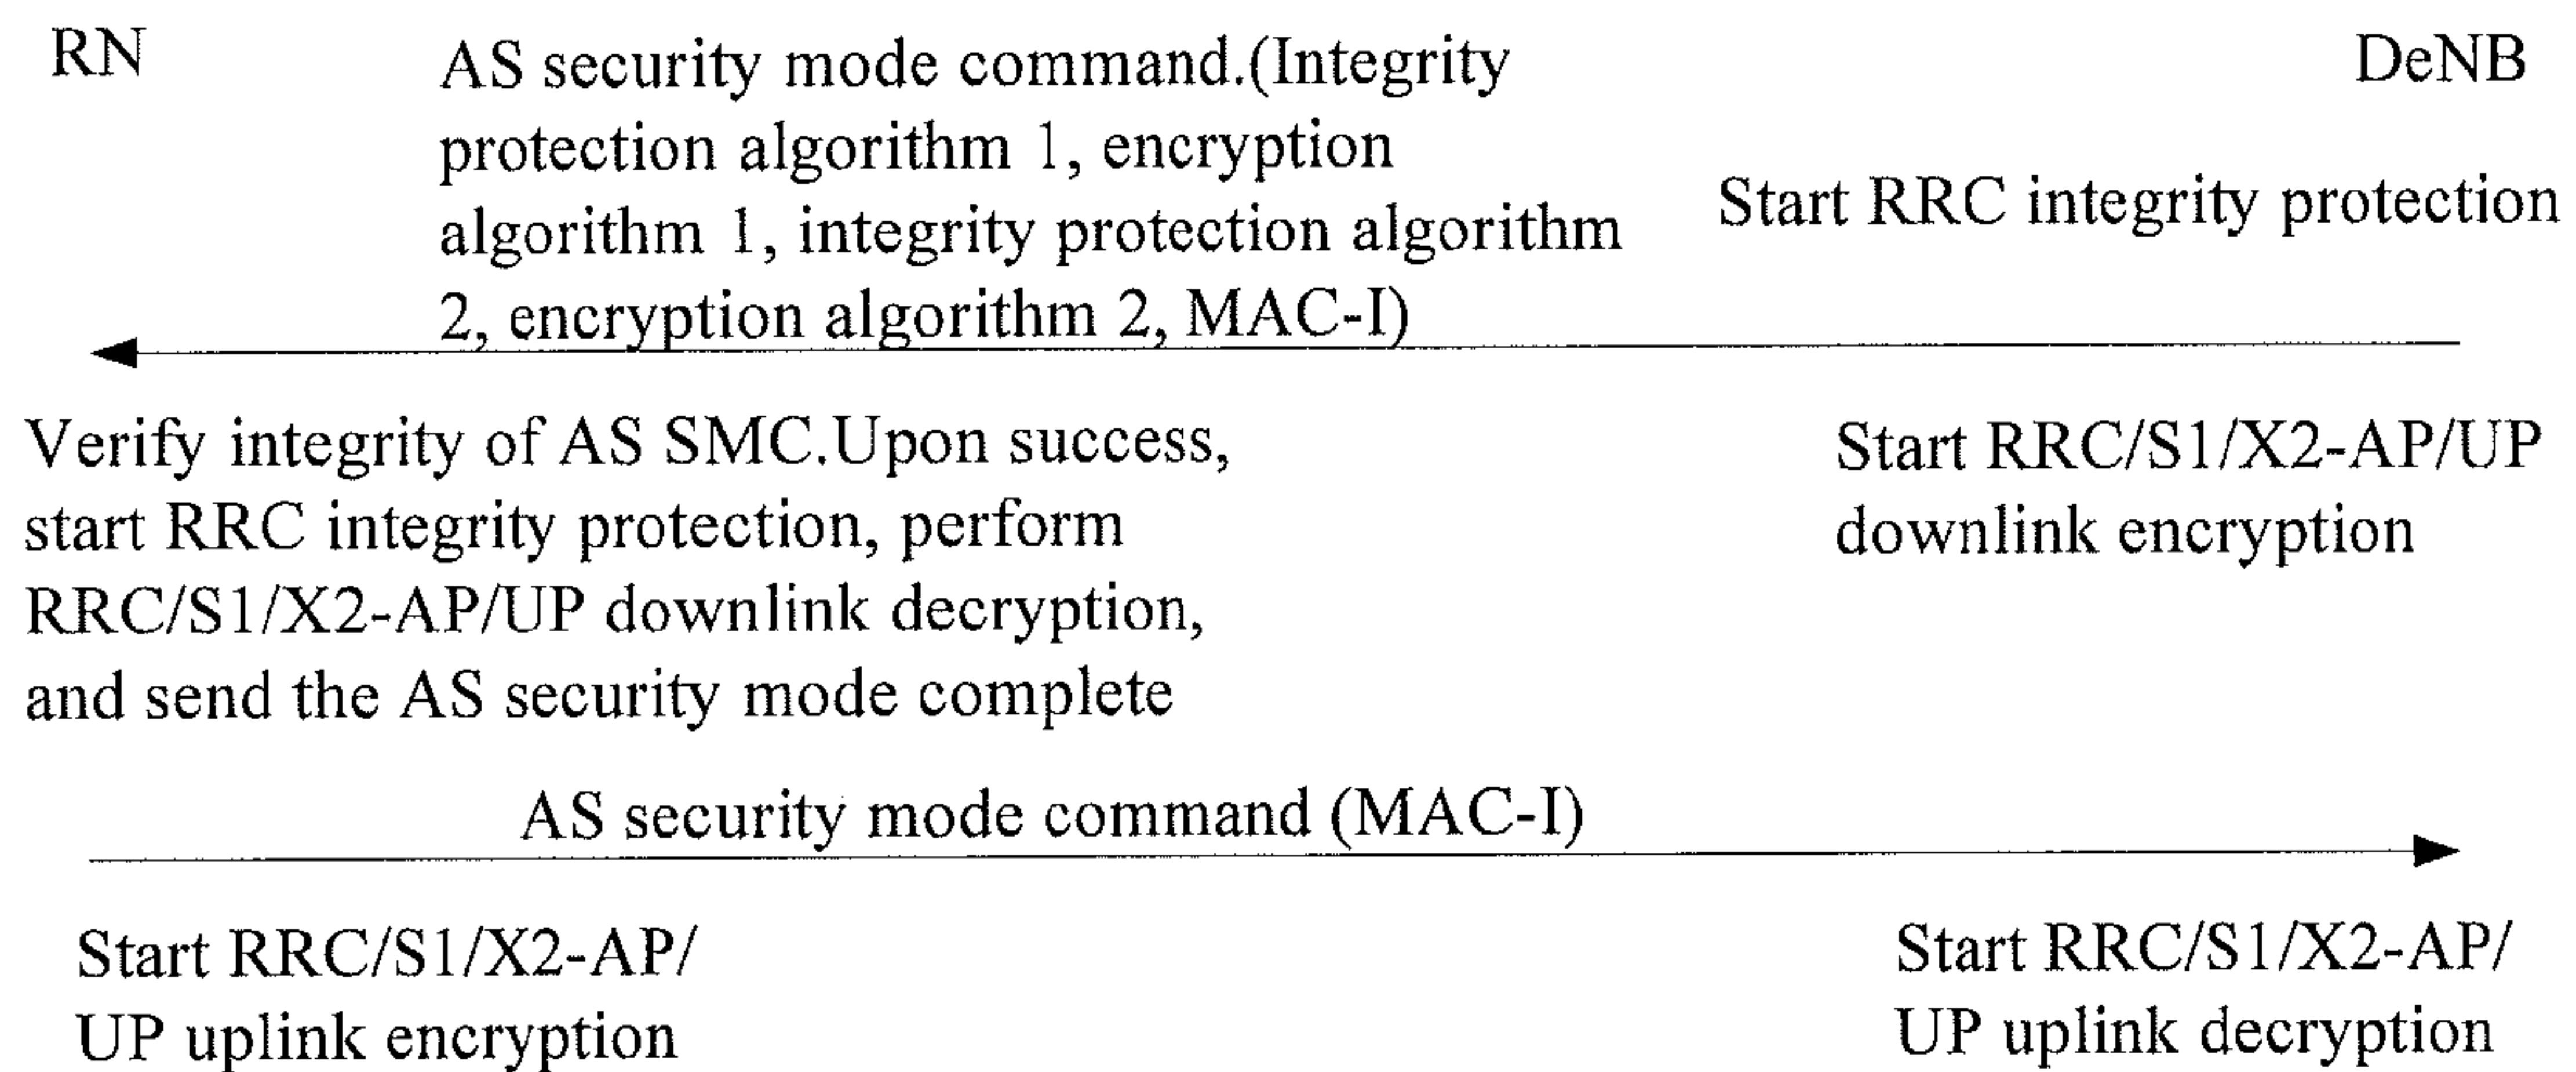 RN
DeNB
AS security mode command.(Integrity
protection algorithm 1, encryption
algorithm 1, integrity protection algorithm
2, encryption algorithm 2, MAC-I)
Start RRC integrity protection
Verify integrity of AS SMC.Upon success,
start RRC integrity protection, perform
RRC/S1/X2-AP/UP downlink decryption,
and send the AS security mode complete
Start RRC/S1/X2-AP/UP
downlink encryption
AS security mode command (MAC-I)
Start RRC/S1/X2-AP/
UP uplink encryption
Start RRC/S1/X2-AP/
UP uplink decryption